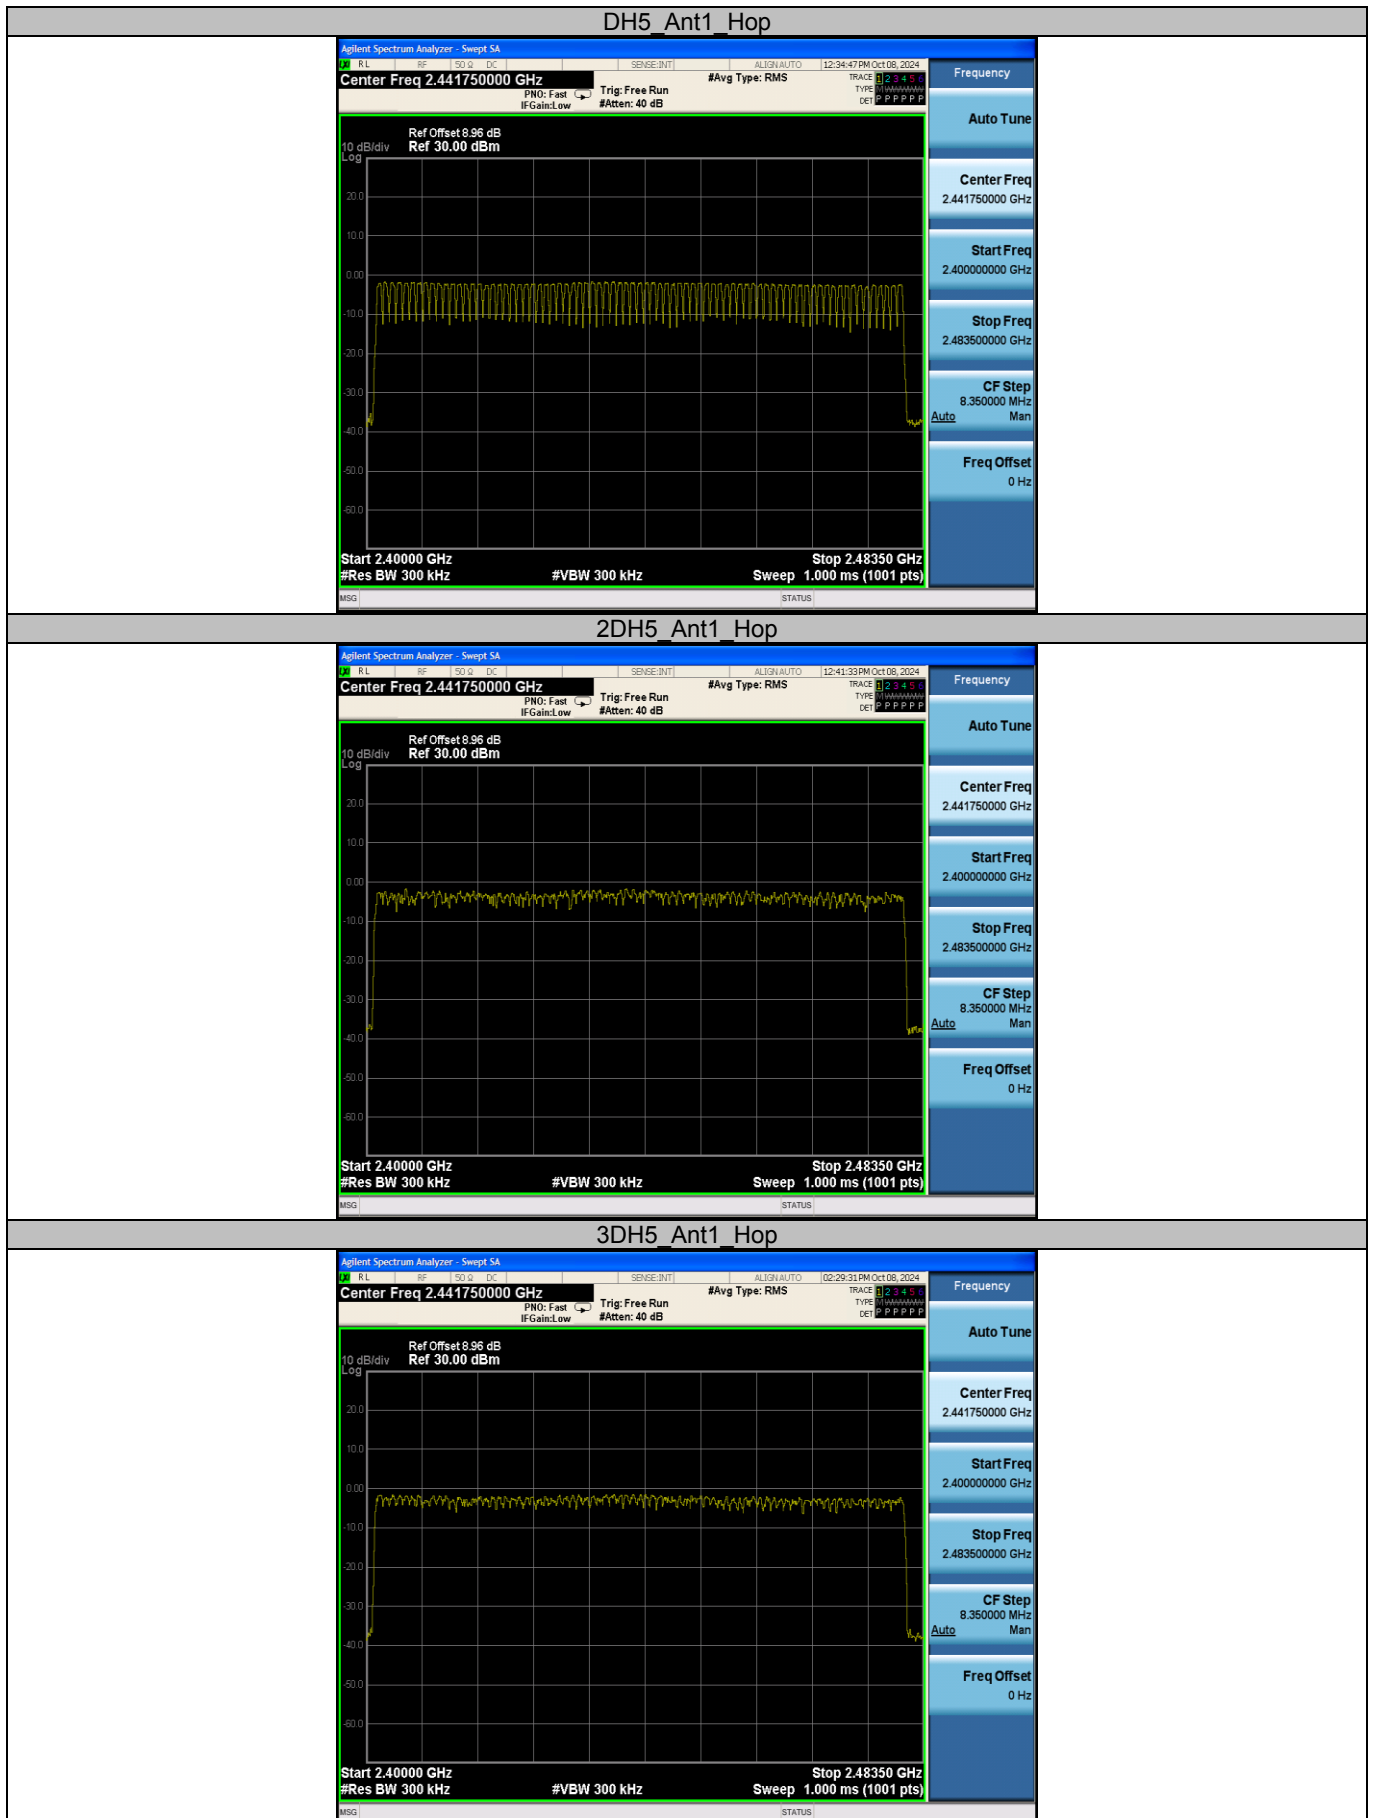 DH5_Ant1_Hop
Agilent Spectrum Analyzer - Swept SA
RL RF 50 Ω DC SENSE:INT ALIGN AUTO 12:34:47 PM Oct 08, 2024
Center Freq 2.441750000 GHz #Avg Type: RMS TRACE 1 2 3 4 5 6
PNO: Fast Trig: Free Run TYPE M
IFGain:Low #Atten: 40 dB DET P P P P P P
Frequency
Auto Tune
Ref Offset 8.96 dB
10 dB/div Ref 30.00 dBm
Log
20.0
10.0
0.00
-10.0
-20.0
-30.0
-40.0
-50.0
-60.0
Center Freq
2.441750000 GHz
Start Freq
2.400000000 GHz
Stop Freq
2.483500000 GHz
CF Step
8.350000 MHz
Auto Man
Freq Offset
0 Hz
Start 2.40000 GHz Stop 2.48350 GHz
#Res BW 300 kHz #VBW 300 kHz Sweep 1.000 ms (1001 pts)
MSG STATUS
2DH5_Ant1_Hop
Agilent Spectrum Analyzer - Swept SA
RL RF 50 Ω DC SENSE:INT ALIGN AUTO 12:41:33 PM Oct 08, 2024
Center Freq 2.441750000 GHz #Avg Type: RMS TRACE 1 2 3 4 5 6
PNO: Fast Trig: Free Run TYPE M
IFGain:Low #Atten: 40 dB DET P P P P P P
Frequency
Auto Tune
Ref Offset 8.96 dB
10 dB/div Ref 30.00 dBm
Log
20.0
10.0
0.00
-10.0
-20.0
-30.0
-40.0
-50.0
-60.0
Center Freq
2.441750000 GHz
Start Freq
2.400000000 GHz
Stop Freq
2.483500000 GHz
CF Step
8.350000 MHz
Auto Man
Freq Offset
0 Hz
Start 2.40000 GHz Stop 2.48350 GHz
#Res BW 300 kHz #VBW 300 kHz Sweep 1.000 ms (1001 pts)
MSG STATUS
3DH5_Ant1_Hop
Agilent Spectrum Analyzer - Swept SA
RL RF 50 Ω DC SENSE:INT ALIGN AUTO 02:29:31 PM Oct 08, 2024
Center Freq 2.441750000 GHz #Avg Type: RMS TRACE 1 2 3 4 5 6
PNO: Fast Trig: Free Run TYPE M
IFGain:Low #Atten: 40 dB DET P P P P P P
Frequency
Auto Tune
Ref Offset 8.96 dB
10 dB/div Ref 30.00 dBm
Log
20.0
10.0
0.00
-10.0
-20.0
-30.0
-40.0
-50.0
-60.0
Center Freq
2.441750000 GHz
Start Freq
2.400000000 GHz
Stop Freq
2.483500000 GHz
CF Step
8.350000 MHz
Auto Man
Freq Offset
0 Hz
Start 2.40000 GHz Stop 2.48350 GHz
#Res BW 300 kHz #VBW 300 kHz Sweep 1.000 ms (1001 pts)
MSG STATUS